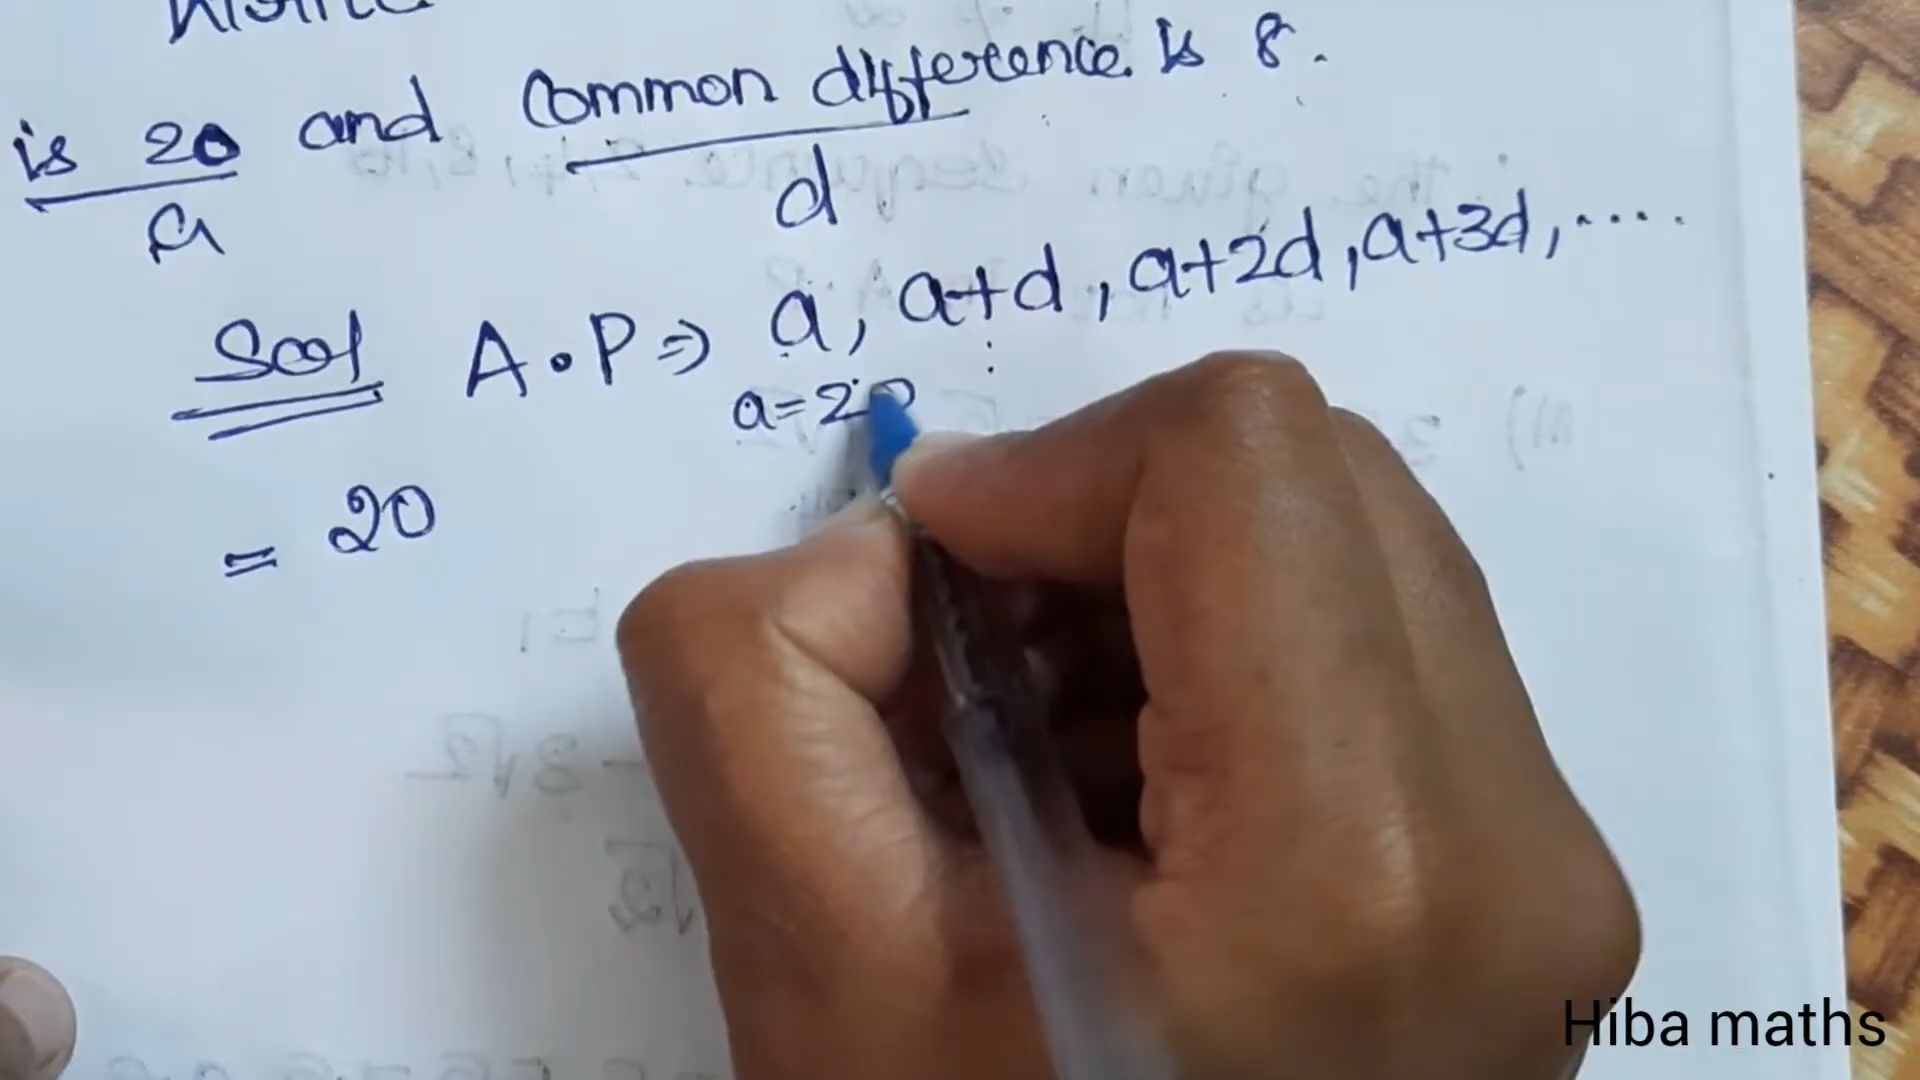 is 20 and Common difference is 8.
a d
Sol A.P ⇒ a, a+d, a+2d, a+3d, ....
a=20
= 20
Hiba maths